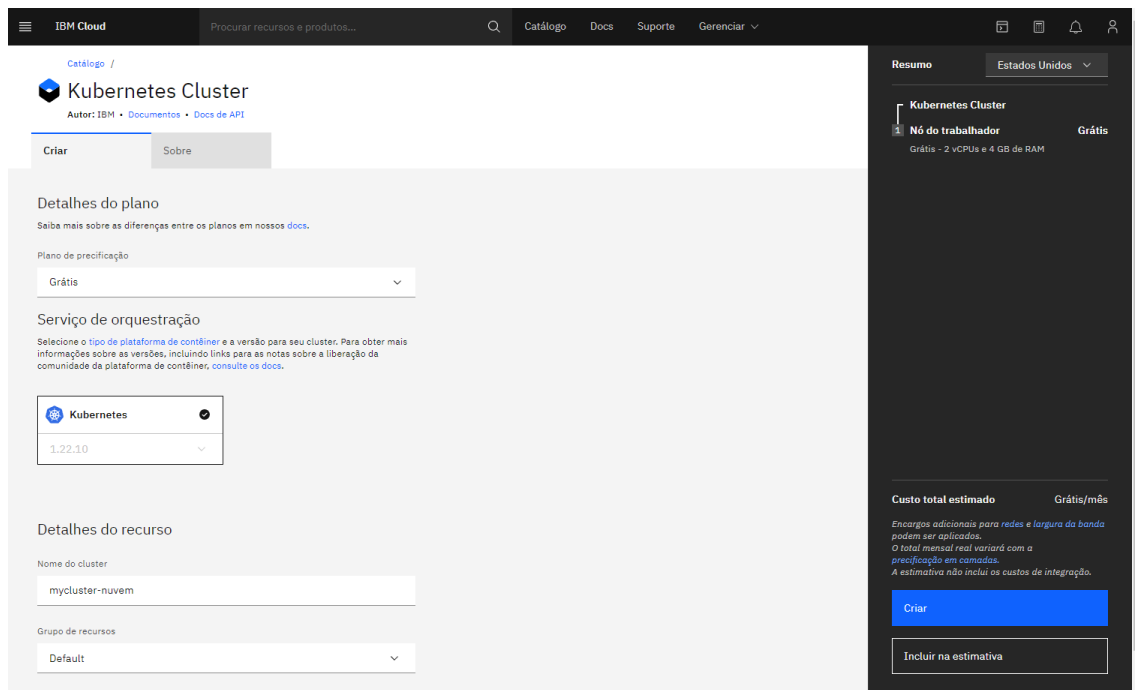 IBM Cloud
Procurar recursos e produtos...
Catálogo
Docs
Suporte
Gerenciar
Catálogo /
Kubernetes Cluster
Autor: IBM • Documentos • Docs de API
Criar
Sobre
Detalhes do plano
Saiba mais sobre as diferenças entre os planos em nossos docs.
Plano de precificação
Grátis
Serviço de orquestração
Selecione o tipo de plataforma de contêiner e a versão para seu cluster. Para obter mais
informações sobre as versões, incluindo links para as notas sobre a liberação da
comunidade da plataforma de contêiner, consulte os docs.
Kubernetes
1.22.10
Detalhes do recurso
Nome do cluster
mycluster-nuvem
Grupo de recursos
Default
Resumo
Estados Unidos
Kubernetes Cluster
1 Nó do trabalhador Grátis
Grátis - 2 vCPUs e 4 GB de RAM
Custo total estimado Grátis/mês
Encargos adicionais para redes e largura da banda
podem ser aplicados.
O total mensal real variará com a
precificação em camadas.
A estimativa não inclui os custos de integração.
Criar
Incluir na estimativa